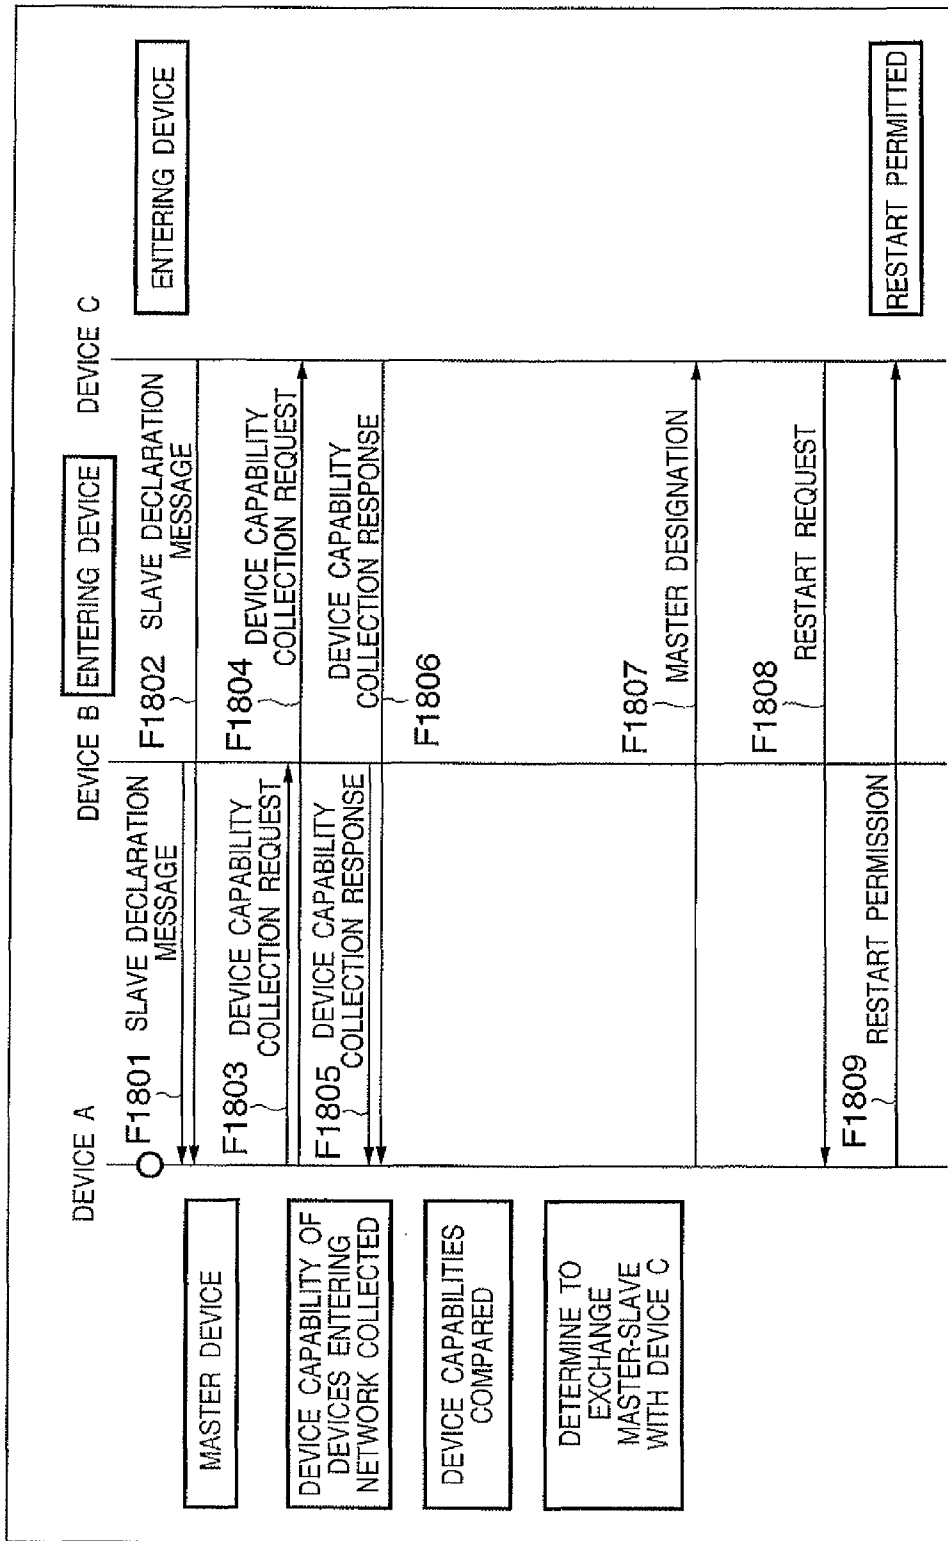 DEVICE A
DEVICE B
ENTERING DEVICE
DEVICE C
MASTER DEVICE
ENTERING DEVICE
F1801
SLAVE DECLARATION
MESSAGE
F1802
SLAVE DECLARATION
MESSAGE
DEVICE CAPABILITY OF
DEVICES ENTERING
NETWORK COLLECTED
F1803
DEVICE CAPABILITY
COLLECTION REQUEST
F1804
DEVICE CAPABILITY
COLLECTION REQUEST
F1805
DEVICE CAPABILITY
COLLECTION RESPONSE
DEVICE CAPABILITY
COLLECTION RESPONSE
F1806
DEVICE CAPABILITIES
COMPARED
DETERMINE TO
EXCHANGE
MASTER-SLAVE
WITH DEVICE C
F1807
MASTER DESIGNATION
F1808
RESTART REQUEST
F1809
RESTART PERMISSION
RESTART PERMITTED